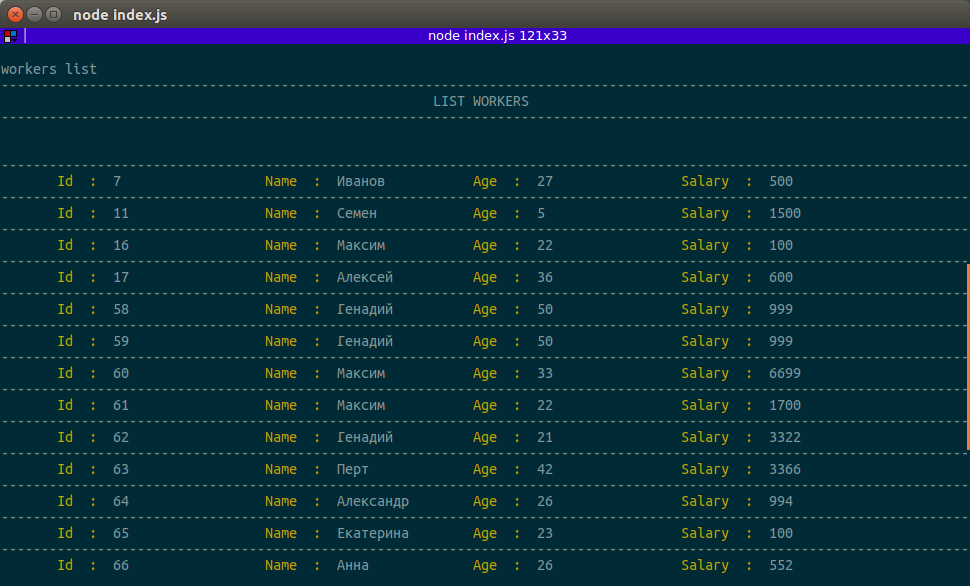 node index.js
node index.js 121x33
workers list
LIST WORKERS
Id : 7 Name : Иванов Age : 27 Salary : 500
Id : 11 Name : Семен Age : 5 Salary : 1500
Id : 16 Name : Максим Age : 22 Salary : 100
Id : 17 Name : Алексей Age : 36 Salary : 600
Id : 58 Name : Генадий Age : 50 Salary : 999
Id : 59 Name : Генадий Age : 50 Salary : 999
Id : 60 Name : Максим Age : 33 Salary : 6699
Id : 61 Name : Максим Age : 22 Salary : 1700
Id : 62 Name : Генадий Age : 21 Salary : 3322
Id : 63 Name : Перт Age : 42 Salary : 3366
Id : 64 Name : Александр Age : 26 Salary : 994
Id : 65 Name : Екатерина Age : 23 Salary : 100
Id : 66 Name : Анна Age : 26 Salary : 552